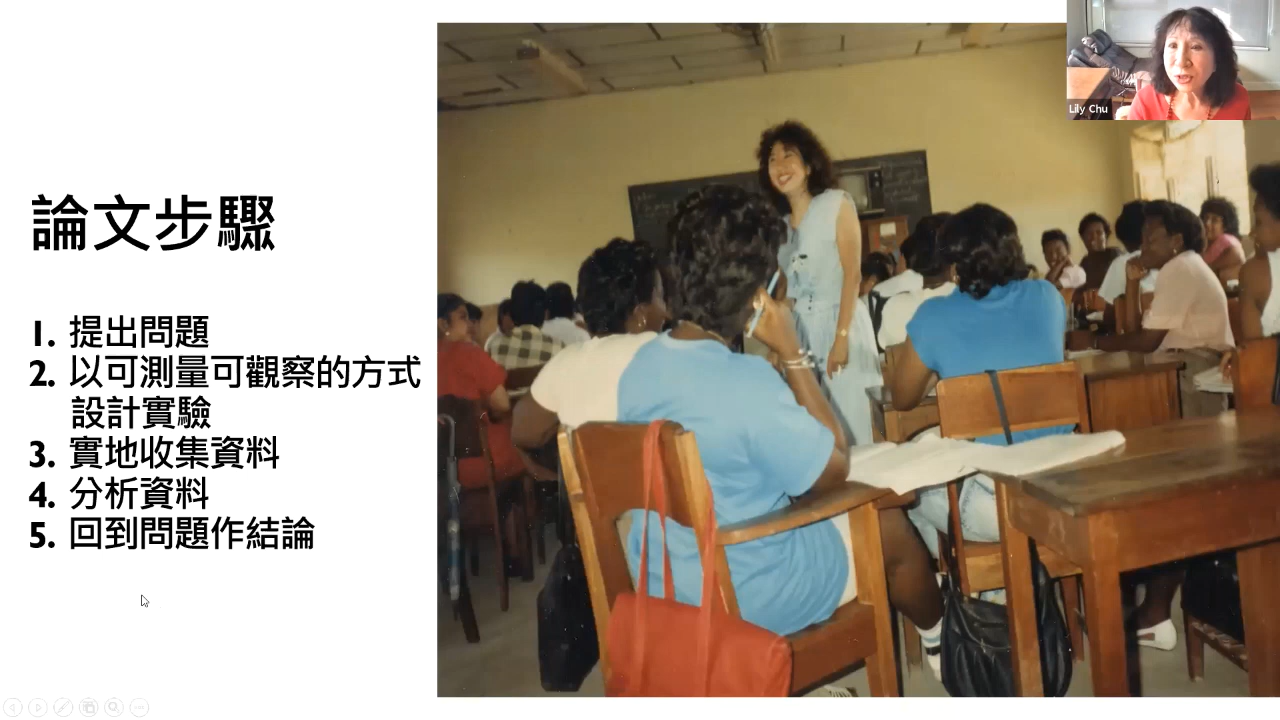 論文步驟
1. 提出問題
2. 以可測量可觀察的方式
設計實驗
3. 實地收集資料
4. 分析資料
5. 回到問題作結論
Lily Chu